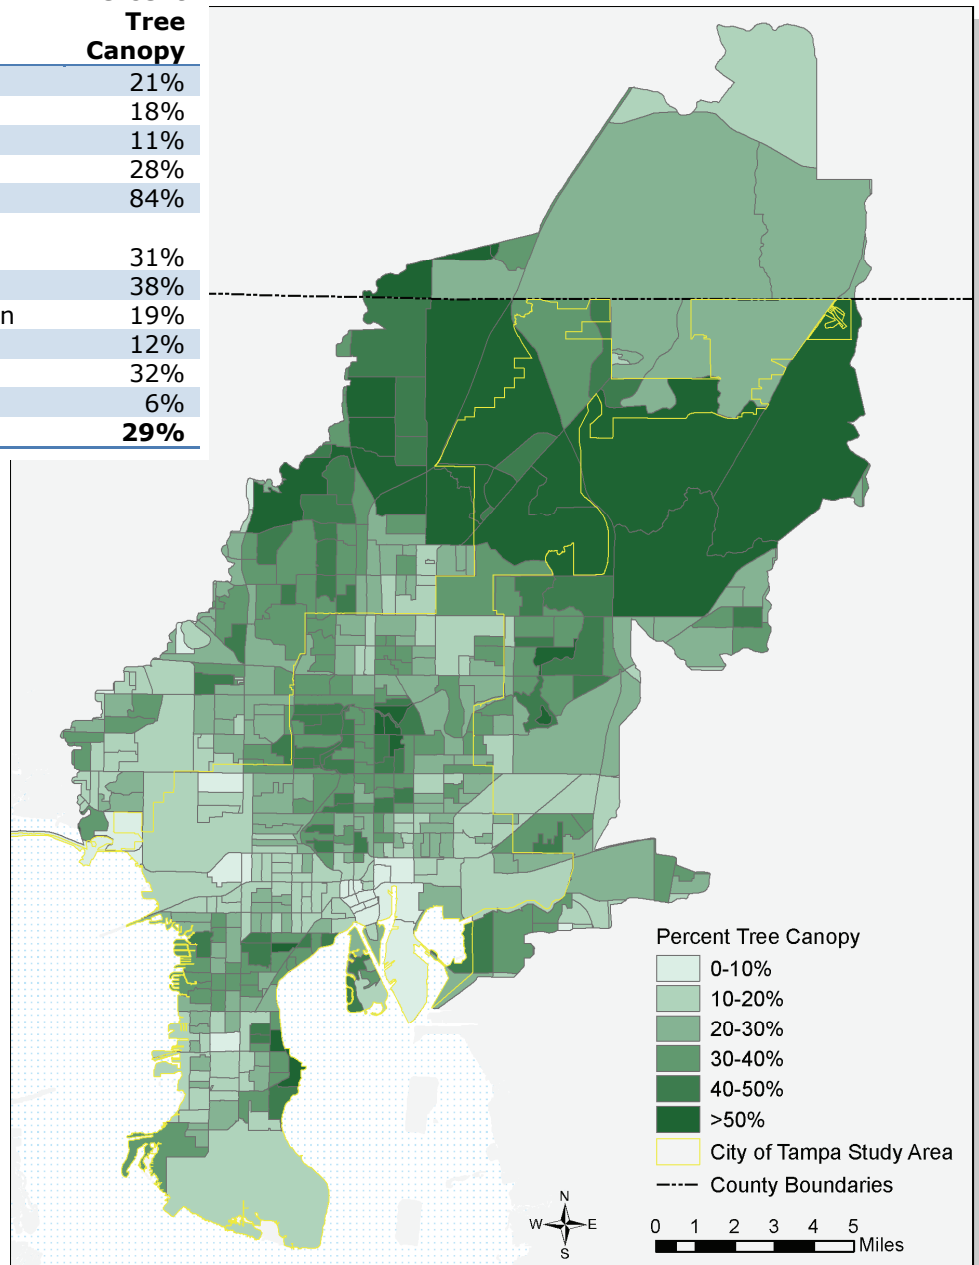 Tree
Canopy
21%
18%
11%
28%
84%
31%
38%
n 19%
12%
32%
6%
29%
Percent Tree Canopy
0-10%
10-20%
20-30%
30-40%
40-50%
>50%
City of Tampa Study Area
County Boundaries
N
W E
S
0 1 2 3 4 5
Miles